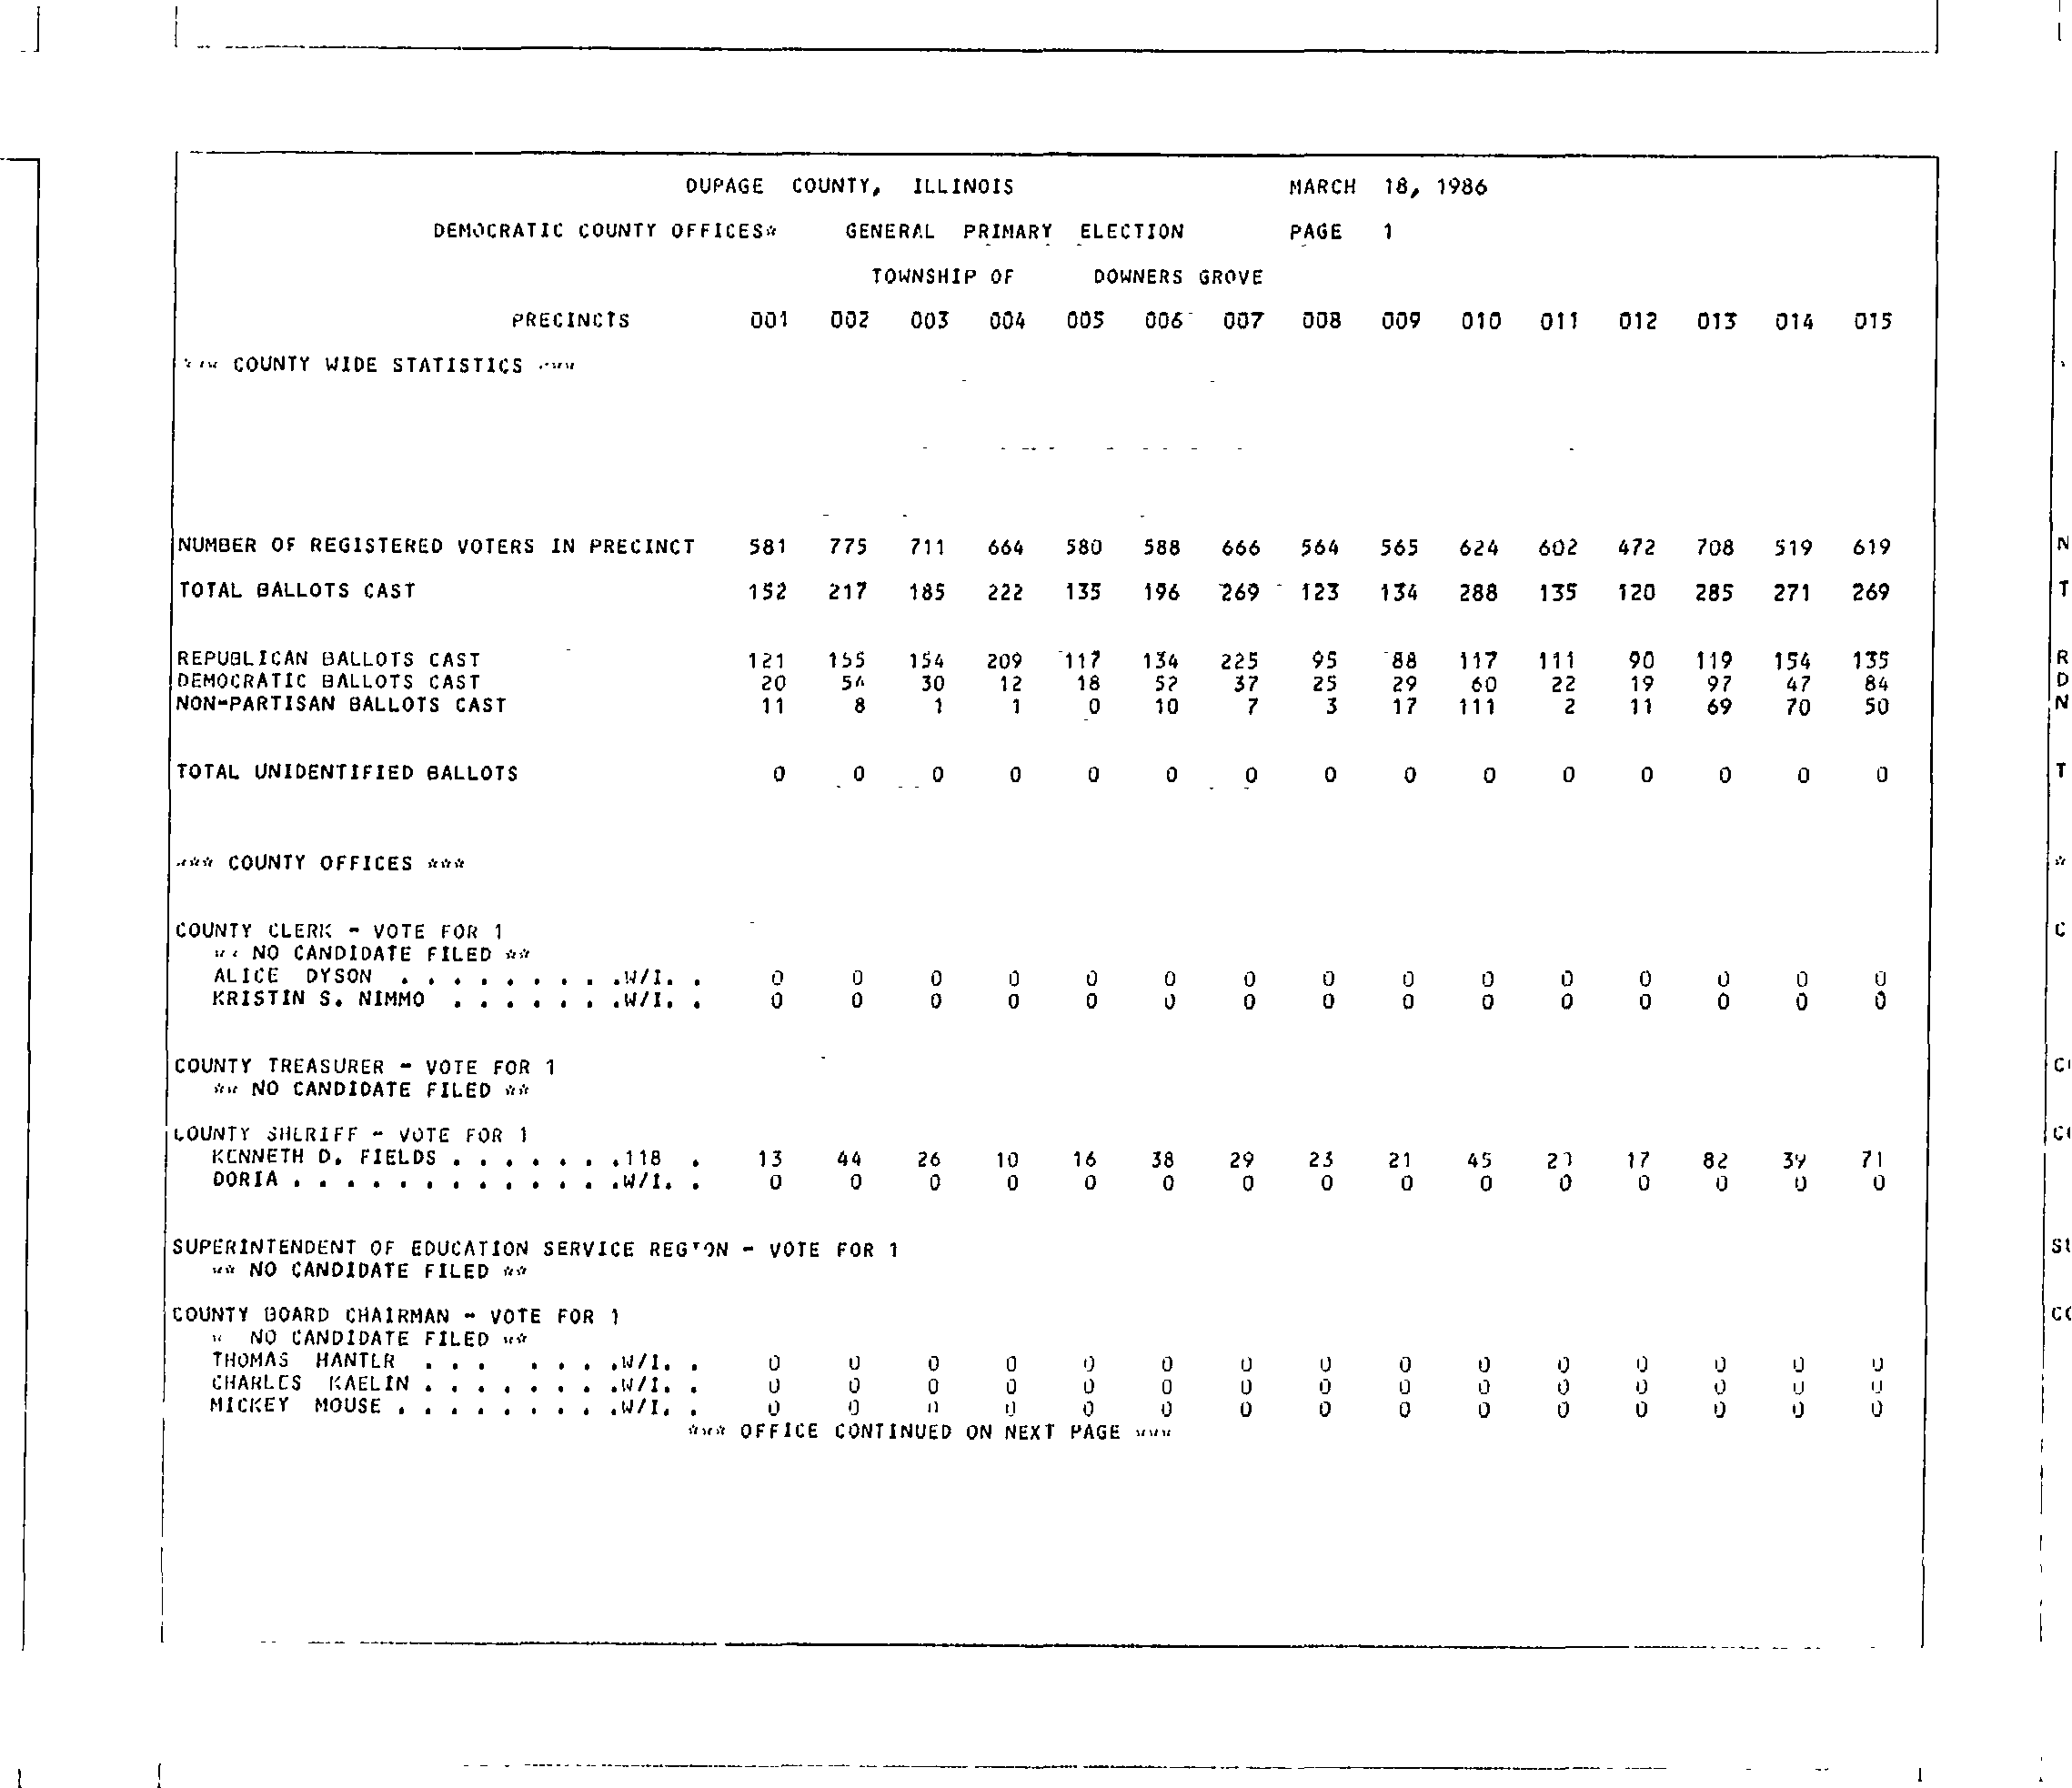 DUPAGE COUNTY, ILLINOIS MARCH 18, 1986
DEMOCRATIC COUNTY OFFICES* GENERAL PRIMARY ELECTION PAGE 1
TOWNSHIP OF DOWNERS GROVE
PRECINCTS 001 002 003 004 005 006 007 008 009 010 011 012 013 014 015
*** COUNTY WIDE STATISTICS ***
NUMBER OF REGISTERED VOTERS IN PRECINCT 581 775 711 664 580 588 666 564 565 624 602 472 708 519 619
TOTAL BALLOTS CAST 152 217 185 222 135 196 269 123 134 288 135 120 285 271 269
REPUBLICAN BALLOTS CAST 121 155 154 209 117 134 225 95 88 117 111 90 119 154 135
DEMOCRATIC BALLOTS CAST 20 54 30 12 18 52 37 25 29 60 22 19 97 47 84
NON-PARTISAN BALLOTS CAST 11 8 1 1 0 10 7 3 17 111 2 11 69 70 50
TOTAL UNIDENTIFIED BALLOTS 0 0 0 0 0 0 0 0 0 0 0 0 0 0 0
*** COUNTY OFFICES ***
COUNTY CLERK - VOTE FOR 1
** NO CANDIDATE FILED **
ALICE DYSON . . . . . . . . .W/I. . 0 0 0 0 0 0 0 0 0 0 0 0 0 0 0
KRISTIN S. NIMMO . . . . . . .W/I. . 0 0 0 0 0 0 0 0 0 0 0 0 0 0 0
COUNTY TREASURER - VOTE FOR 1
** NO CANDIDATE FILED **
COUNTY SHERIFF - VOTE FOR 1
KENNETH D. FIELDS . . . . . . .118 . 13 44 26 10 16 38 29 23 21 45 17 82 39 71
DORIA . . . . . . . . . . . . .W/I. . 0 0 0 0 0 0 0 0 0 0 0 0 0 0 0
SUPERINTENDENT OF EDUCATION SERVICE REGION - VOTE FOR 1
** NO CANDIDATE FILED **
COUNTY BOARD CHAIRMAN - VOTE FOR 1
* NO CANDIDATE FILED **
THOMAS . . . . . . .W/I. . 0 0 0 0 0 0 0 0 0 0 0 0 0 0 0
CHARLES KAELIN . . . . . . . .W/I. . 0 0 0 0 0 0 0 0 0 0 0 0 0 0 0
MICKEY MOUSE . . . . . . . . .W/I. . 0 0 0 0 0 0 0 0 0 0 0 0 0 0 0
*** OFFICE CONTINUED ON NEXT PAGE ***